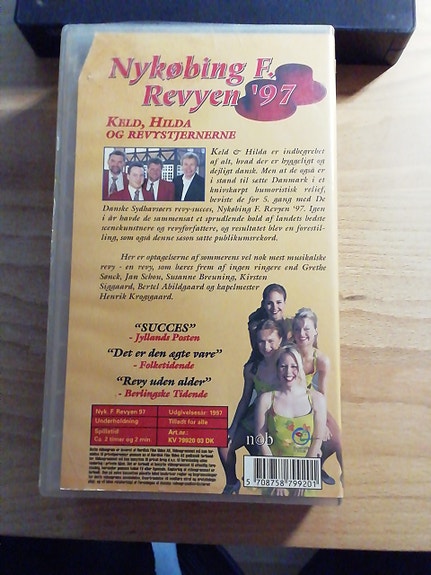 Nykøbing F.
Revyen '97
KELD, HILDA
OG REVYSTJERNERNE
Keld & Hilda er indbegrebet
af alt, hvad der er hyggeligt og
dejligt dansk. Men at de også er
i stand til sætte Danmark i et
knivskarpt humoristisk relief,
beviste de for 5. gang med De
Danske Sydhavsøers revy-succes, Nykøbing F. Revyen '97. Igen
i år havde de sammensat et sprudlende hold af landets bedste
scenekunstnere og revyforfattere, og resultatet blev en forestil-
ling, som også denne sæson satte publikumsrekord.
Her er optagelserne af sommerens vel nok mest musikalske
revy - en revy, som bæres frem af ingen ringere end Grethe
Sønck, Jan Schou, Susanne Breuning, Kirsten
Siggaard, Bertel Abildgaard og kapelmester
Henrik Krogsgaard.
"SUCCES"
- Jyllands Posten
"Det er den ægte vare"
- Folketidende
"Revy uden alder"
- Berlingske Tidende
Nyk. F. Revyen 97 Udgivelsesår: 1997
Underholdning Tilladt for alle
Spilletid Art.nr.:
Ca. 2 timer og 2 min. KV 79920 03 DK
n b
5 708758 799201